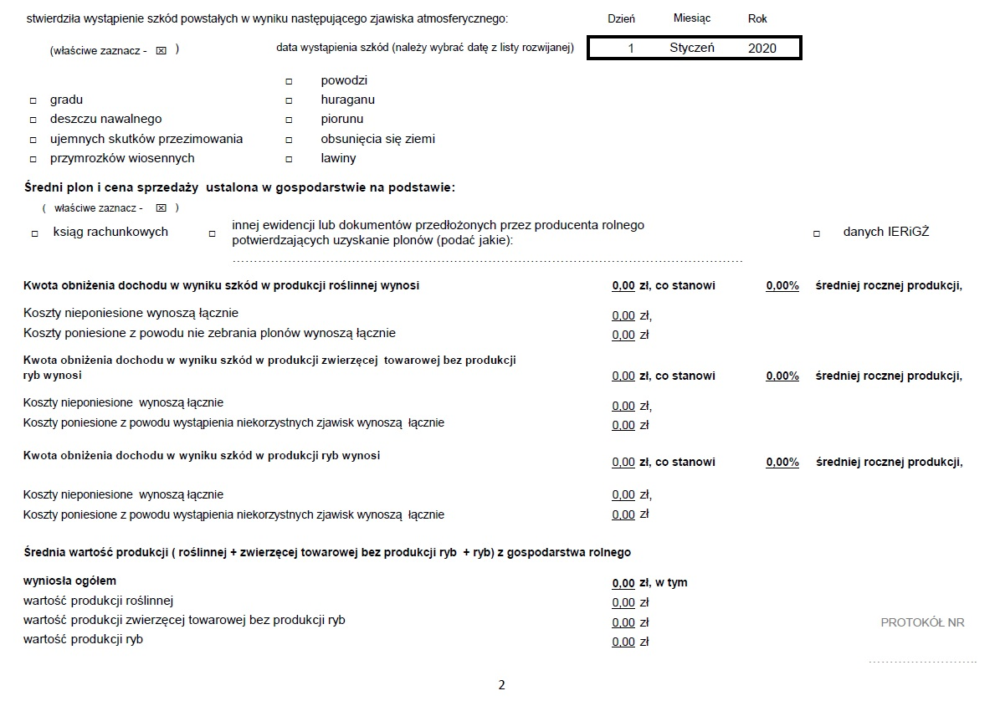 stwierdziła wystąpienie szkód powstałych w wyniku następującego zjawiska atmosferycznego: Dzień Miesiąc Rok
(właściwe zaznacz - ☒ ) data wystąpienia szkód (należy wybrać datę z listy rozwijanej) 1 Styczeń 2020
□ powodzi
□ gradu □ huraganu
□ deszczu nawalnego □ piorunu
□ ujemnych skutków przezimowania □ obsunięcia się ziemi
□ przymrozków wiosennych □ lawiny
Średni plon i cena sprzedaży ustalona w gospodarstwie na podstawie:
( właściwe zaznacz - ☒ )
□ ksiąg rachunkowych □ innej ewidencji lub dokumentów przedłożonych przez producenta rolnego □ danych IERiGŻ
potwierdzających uzyskanie plonów (podać jakie):
……………………………………………………………………………………………………………
Kwota obniżenia dochodu w wyniku szkód w produkcji roślinnej wynosi 0,00 zł, co stanowi 0,00% średniej rocznej produkcji,
Koszty nieponiesione wynoszą łącznie 0,00 zł,
Koszty poniesione z powodu nie zebrania plonów wynoszą łącznie 0,00 zł
Kwota obniżenia dochodu w wyniku szkód w produkcji zwierzęcej towarowej bez produkcji
ryb wynosi 0,00 zł, co stanowi 0,00% średniej rocznej produkcji,
Koszty nieponiesione wynoszą łącznie 0,00 zł,
Koszty poniesione z powodu wystąpienia niekorzystnych zjawisk wynoszą łącznie 0,00 zł
Kwota obniżenia dochodu w wyniku szkód w produkcji ryb wynosi 0,00 zł, co stanowi 0,00% średniej rocznej produkcji,
Koszty nieponiesione wynoszą łącznie 0,00 zł,
Koszty poniesione z powodu wystąpienia niekorzystnych zjawisk wynoszą łącznie 0,00 zł
Średnia wartość produkcji ( roślinnej + zwierzęcej towarowej bez produkcji ryb + ryb) z gospodarstwa rolnego
wyniosła ogółem 0,00 zł, w tym
wartość produkcji roślinnej 0,00 zł
wartość produkcji zwierzęcej towarowej bez produkcji ryb 0,00 zł PROTOKÓŁ NR
wartość produkcji ryb 0,00 zł
……………………..
2